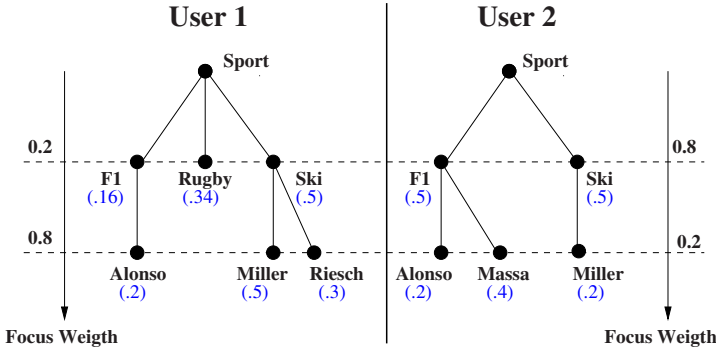 User 1
User 2
Sport
Sport
0.2
0.8
F1
Rugby
Ski
F1
Ski
(.16)
(.34)
(.5)
(.5)
(.5)
0.8
0.2
Alonso
Miller
Riesch
Alonso
Massa
Miller
(.2)
(.5)
(.3)
(.2)
(.4)
(.2)
Focus Weigth
Focus Weigth